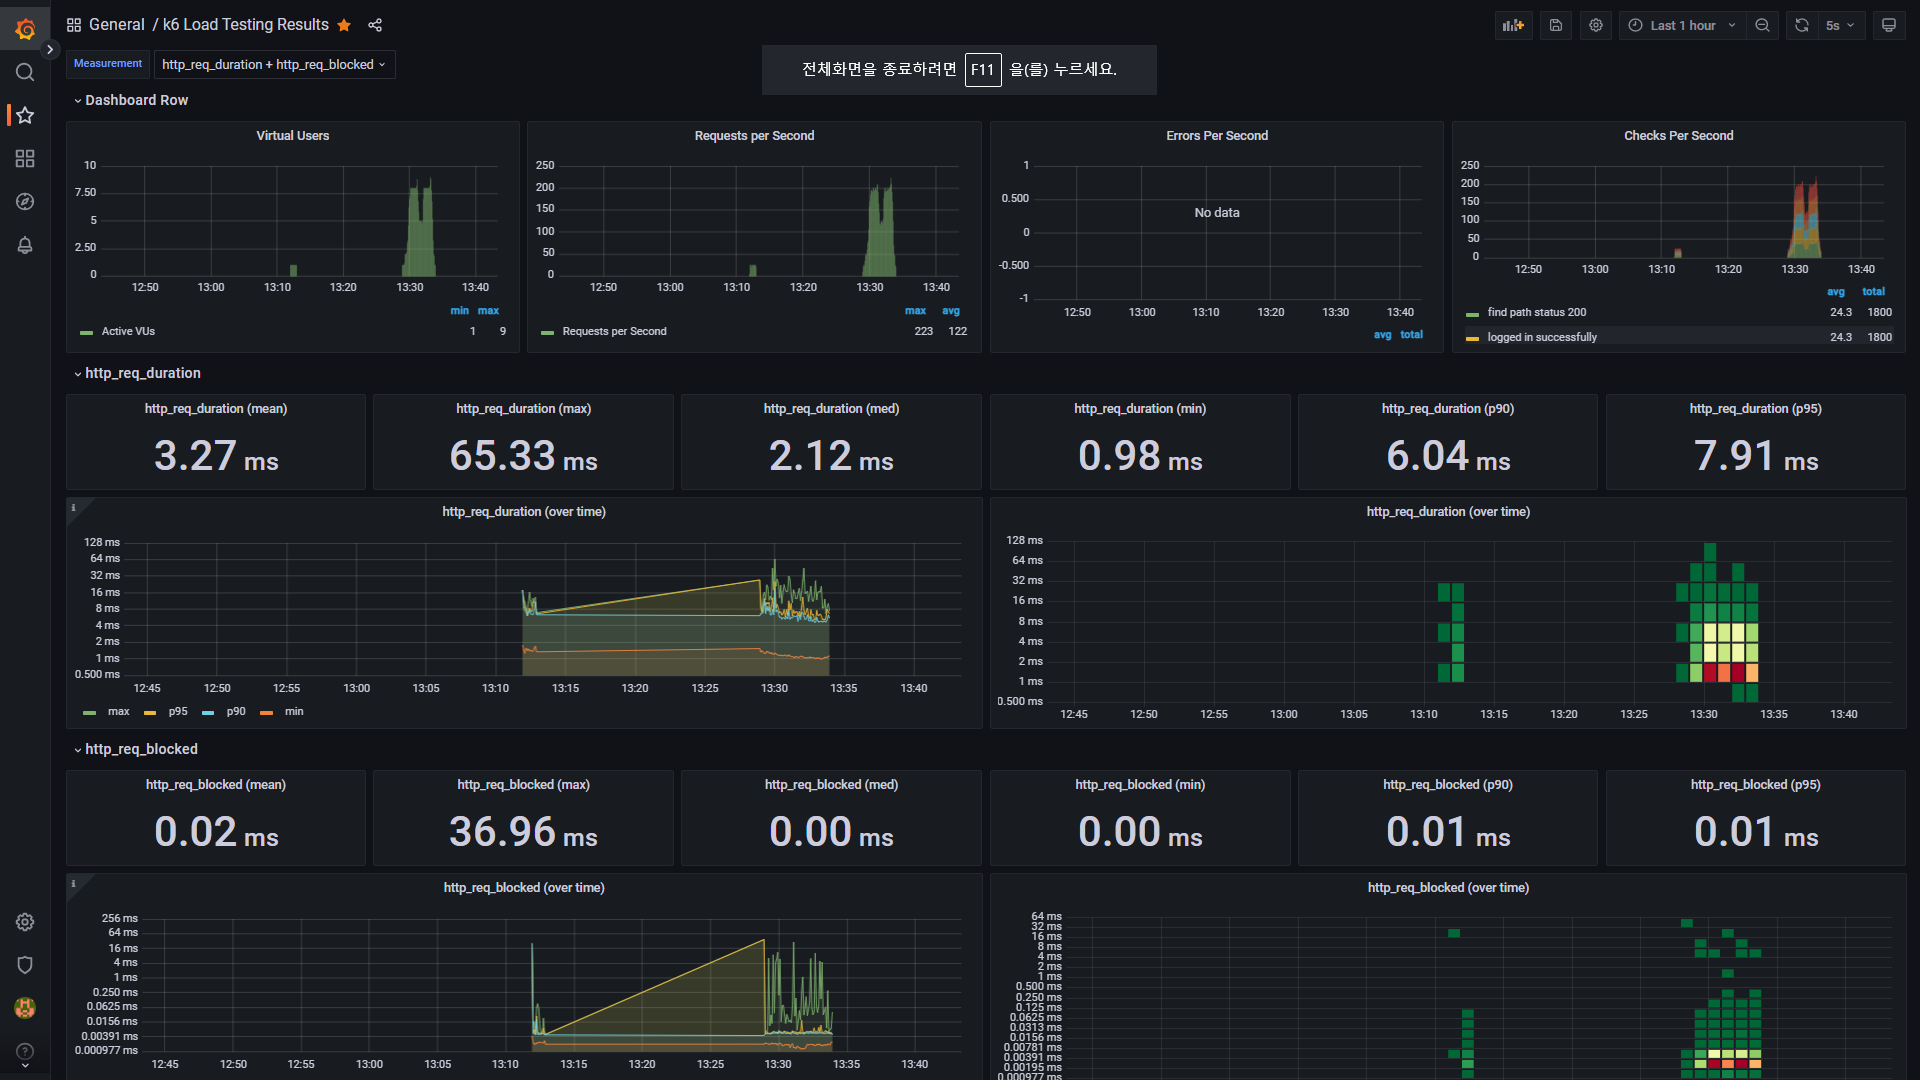 General / k6 Load Testing Results
Last 1 hour
5s
Measurement
http_req_duration + http_req_blocked
전체화면을 종료하려면 F11 을(를) 누르세요.
Dashboard Row
Virtual Users
10
7.50
5
2.50
0
12:50 13:00 13:10 13:20 13:30 13:40
min max
Active VUs 1 9
Requests per Second
250
200
150
100
50
0
12:50 13:00 13:10 13:20 13:30 13:40
max avg
Requests per Second 223 122
Errors Per Second
1
0.500
0
-0.500
-1
No data
12:50 13:00 13:10 13:20 13:30 13:40
avg total
Checks Per Second
250
200
150
100
50
0
12:50 13:00 13:10 13:20 13:30 13:40
avg total
find path status 200 24.3 1800
logged in successfully 24.3 1800
http_req_duration
http_req_duration (mean)
3.27 ms
http_req_duration (max)
65.33 ms
http_req_duration (med)
2.12 ms
http_req_duration (min)
0.98 ms
http_req_duration (p90)
6.04 ms
http_req_duration (p95)
7.91 ms
http_req_duration (over time)
128 ms
64 ms
32 ms
16 ms
8 ms
4 ms
2 ms
1 ms
0.500 ms
12:45 12:50 12:55 13:00 13:05 13:10 13:15 13:20 13:25 13:30 13:35 13:40
max p95 p90 min
http_req_duration (over time)
128 ms
64 ms
32 ms
16 ms
8 ms
4 ms
2 ms
1 ms
0.500 ms
12:45 12:50 12:55 13:00 13:05 13:10 13:15 13:20 13:25 13:30 13:35 13:40
http_req_blocked
http_req_blocked (mean)
0.02 ms
http_req_blocked (max)
36.96 ms
http_req_blocked (med)
0.00 ms
http_req_blocked (min)
0.00 ms
http_req_blocked (p90)
0.01 ms
http_req_blocked (p95)
0.01 ms
http_req_blocked (over time)
256 ms
64 ms
16 ms
4 ms
1 ms
0.250 ms
0.0625 ms
0.0156 ms
0.00391 ms
0.000977 ms
12:45 12:50 12:55 13:00 13:05 13:10 13:15 13:20 13:25 13:30 13:35 13:40
http_req_blocked (over time)
64 ms
32 ms
16 ms
8 ms
4 ms
2 ms
1 ms
0.500 ms
0.250 ms
0.125 ms
0.0625 ms
0.0313 ms
0.0156 ms
0.00781 ms
0.00391 ms
0.00195 ms
0.000977 ms